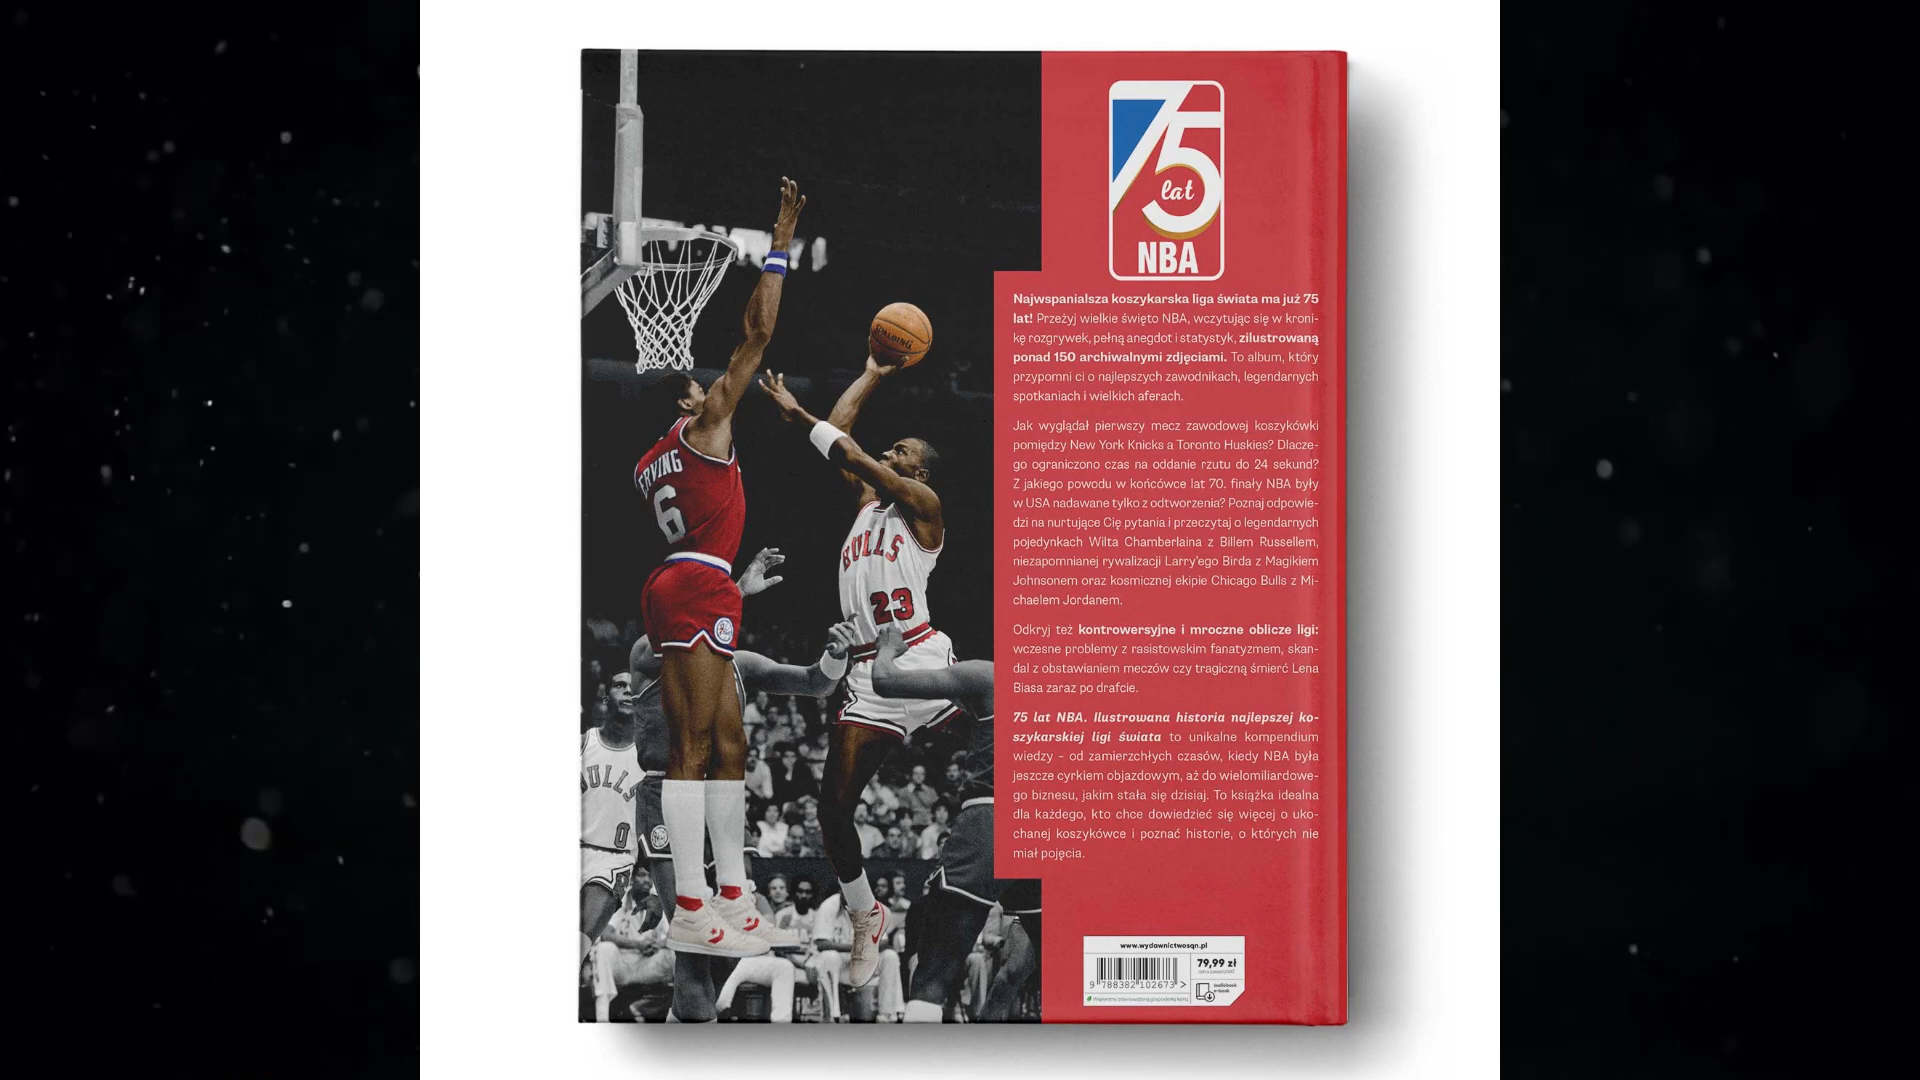 75
lat
NBA
SPALDING
ERVING
6
BULLS
23
BULLS
0
Najwspanialsza koszykarska liga świata ma już 75
lat! Przeżyj wielkie święto NBA, wczytując się w kroni-
kę rozgrywek, pełną anegdot i statystyk, zilustrowaną
ponad 150 archiwalnymi zdjęciami. To album, który
przypomni ci o najlepszych zawodnikach, legendarnych
spotkaniach i wielkich aferach.
Jak wyglądał pierwszy mecz zawodowej koszykówki
pomiędzy New York Knicks a Toronto Huskies? Dlacze-
go ograniczono czas na oddanie rzutu do 24 sekund?
Z jakiego powodu w końcówce lat 70. finały NBA były
w USA nadawane tylko z odtworzenia? Poznaj odpowie-
dzi na nurtujące Cię pytania i przeczytaj o legendarnych
pojedynkach Wilta Chamberlaina z Billem Russellem,
niezapomnianej rywalizacji Larry'ego Birda z Magikiem
Johnsonem oraz kosmicznej ekipie Chicago Bulls z Mi-
chaelem Jordanem.
Odkryj też kontrowersyjne i mroczne oblicze ligi:
wczesne problemy z rasistowskim fanatyzmem, skan-
dal z obstawianiem meczów czy tragiczną śmierć Lena
Biasa zaraz po drafcie.
75 lat NBA. Ilustrowana historia najlepszej ko-
szykarskiej ligi świata to unikalne kompendium
wiedzy – od zamierzchłych czasów, kiedy NBA była
jeszcze cyrkiem objazdowym, aż do wielomiliardowe-
go biznesu, jakim stała się dzisiaj. To książka idealna
dla każdego, kto chce dowiedzieć się więcej o uko-
chanej koszykówce i poznać historie, o których nie
miał pojęcia.
www.wydawnictwosqn.pl
79,99 zł
audiobook
e-book
9 788382 102673 >
Wspieramy zrównoważoną gospodarkę leśną